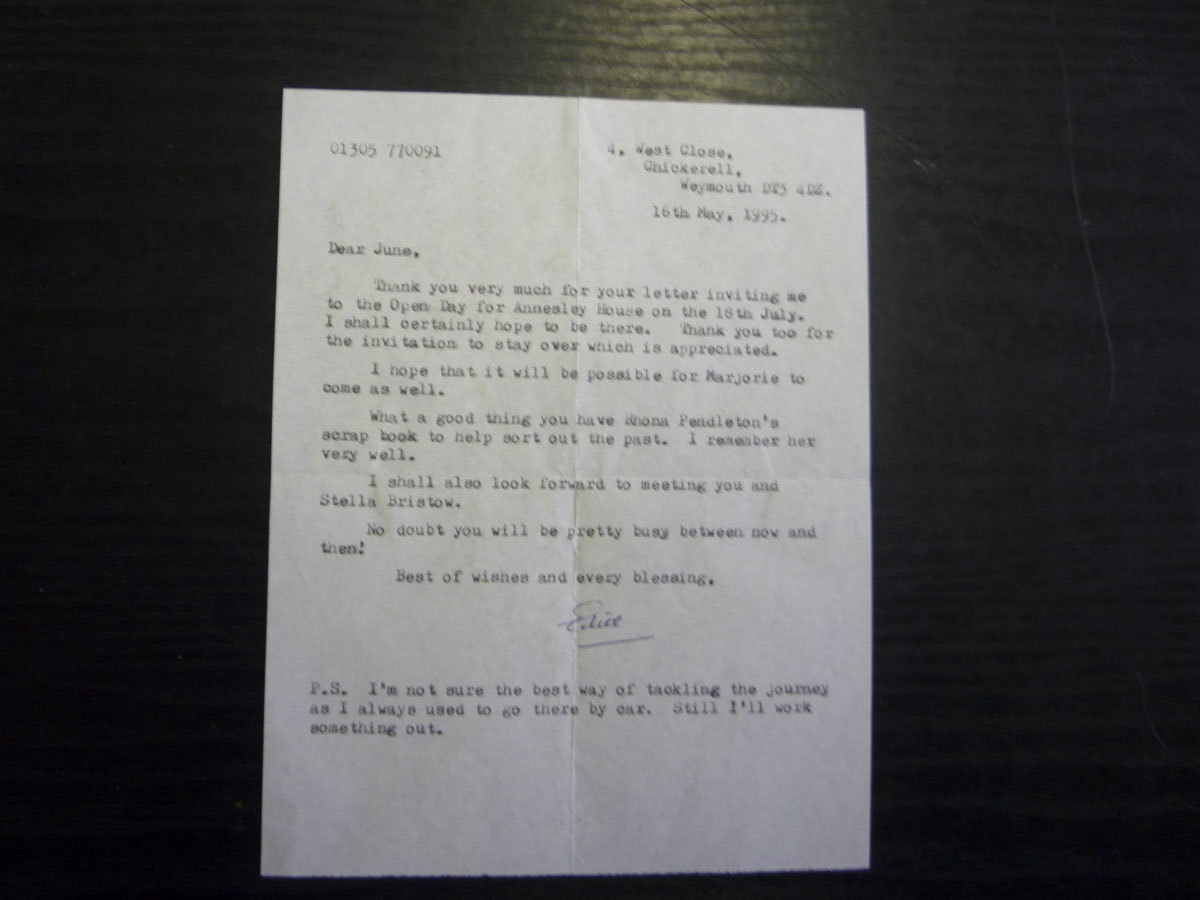 01305 770091
4, West Close,
Chickerell,
Weymouth DT3 4DZ.
16th May, 1995.
Dear June,
Thank you very much for your letter inviting me
to the Open Day for Annesley House on the 18th July.
I shall certainly hope to be there. Thank you too for
the invitation to stay over which is appreciated.
I hope that it will be possible for Marjorie to
come as well.
What a good thing you have Rhona Pendleton's
scrap book to help sort out the past. I remember her
very well.
I shall also look forward to meeting you and
Stella Bristow.
No doubt you will be pretty busy between now and
then!
Best of wishes and every blessing,
P.S. I'm not sure the best way of tackling the journey
as I always used to go there by car. Still I'll work
something out.